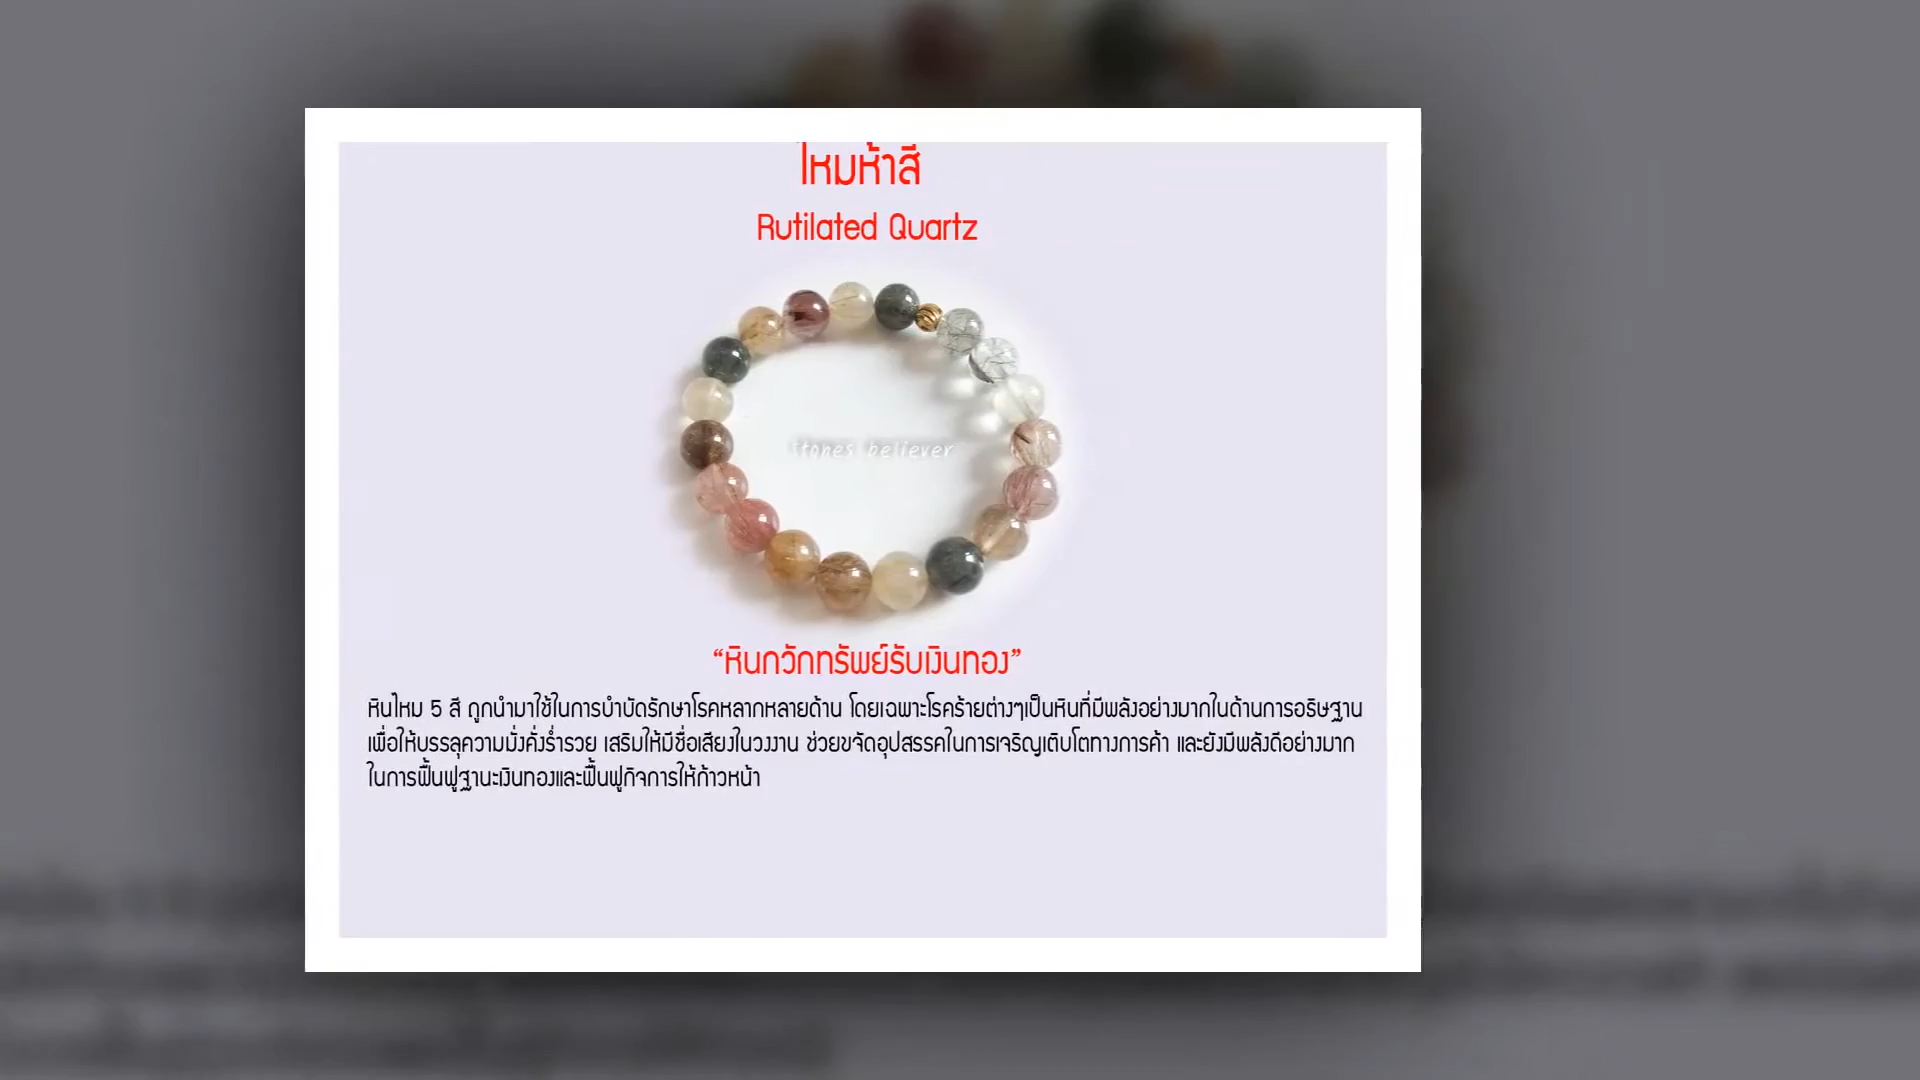 ไหมห้าสี
Rutilated Quartz
stones believer
“หินกวักทรัพย์รับเงินทอง”
หินไหม 5 สี ถูกนำมาใช้ในการบำบัดรักษาโรคหลากหลายด้าน โดยเฉพาะโรคร้ายต่างๆเป็นหินที่มีพลังอย่างมากในด้านการอธิษฐาน
เพื่อให้บรรลุความมั่งคั่งร่ำรวย เสริมให้มีชื่อเสียงในวงงาน ช่วยขจัดอุปสรรคในการเจริญเติบโตทางการค้า และยังมีพลังดีอย่างมาก
ในการฟื้นฟูฐานะเงินทองและฟื้นฟูกิจการให้ก้าวหน้า